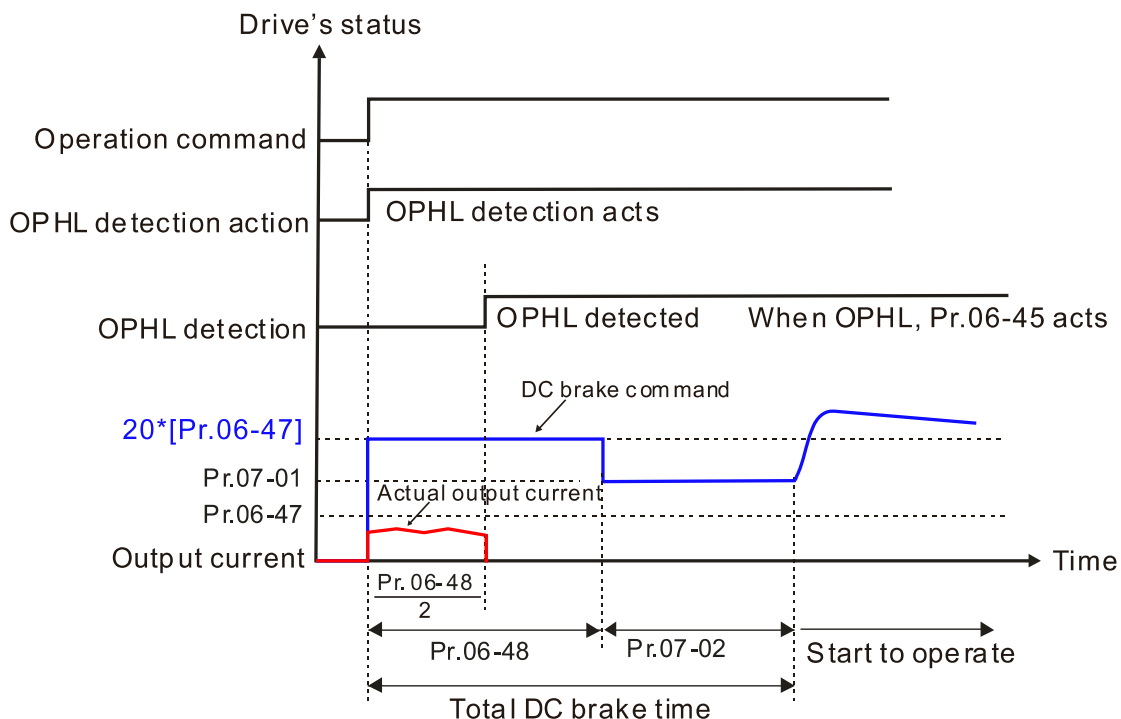 Drive's status
Operation command
OPHL detection action
OPHL detection acts
OPHL detection
OPHL detected
When OPHL, Pr.06-45 acts
DC brake command
20*[Pr.06-47]
Pr.07-01
Actual output current
Pr.06-47
Output current
Time
Pr. 06-48
2
Pr.06-48
Pr.07-02
Start to operate
Total DC brake time